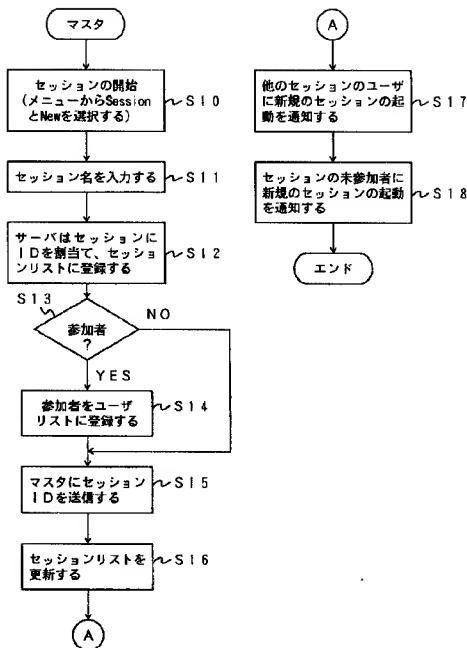 マスタ
セッションの開始
(メニューからSession
とNewを選択する)
S10
セッション名を入力する
S11
サーバはセッションに
IDを割当て、セッショ
ンリストに登録する
S12
S13
参加者
?
NO
YES
参加者をユーザ
リストに登録する
S14
マスタにセッション
IDを送信する
S15
セッションリストを
更新する
S16
A
A
他のセッションのユーザ
に新規のセッションの起
動を通知する
S17
セッションの未参加者に
新規のセッションの起動
を通知する
S18
エンド